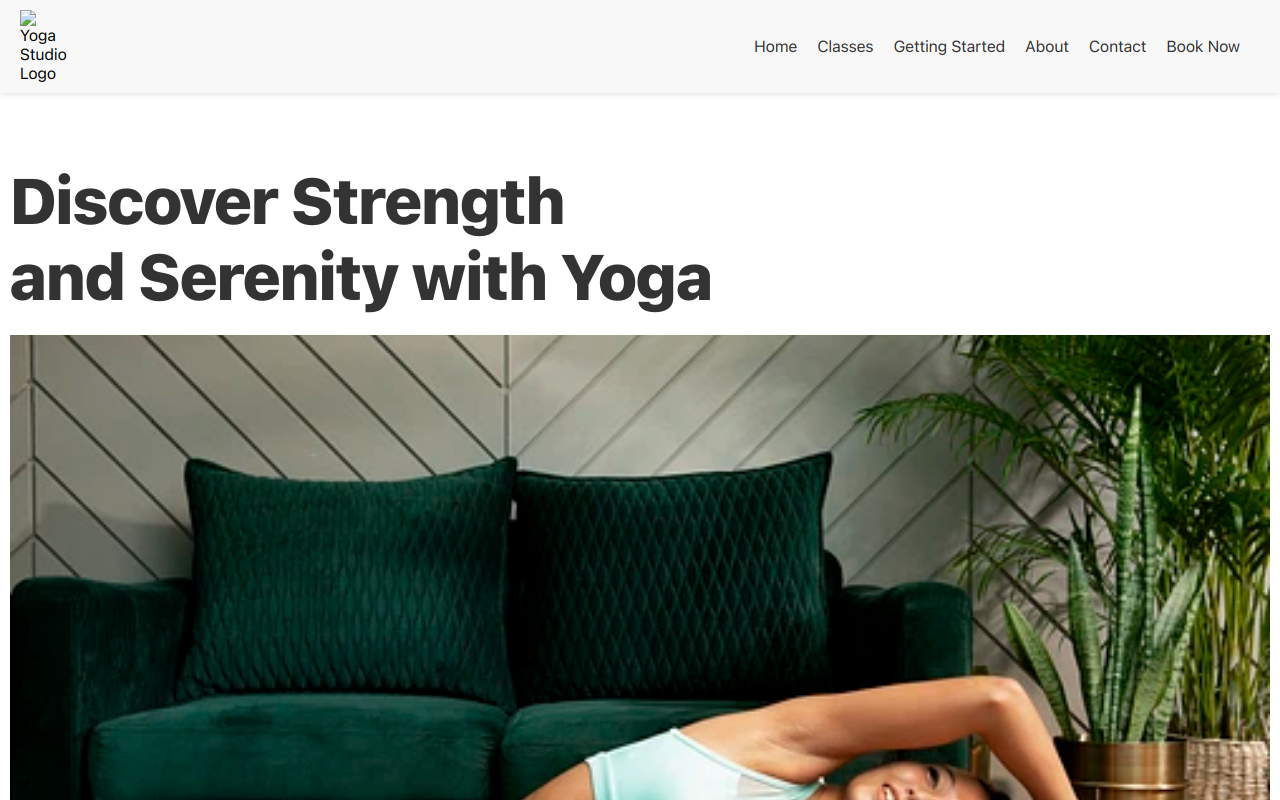 Yoga
Studio
Logo
Home Classes Getting Started About Contact Book Now
Discover Strength
and Serenity with Yoga